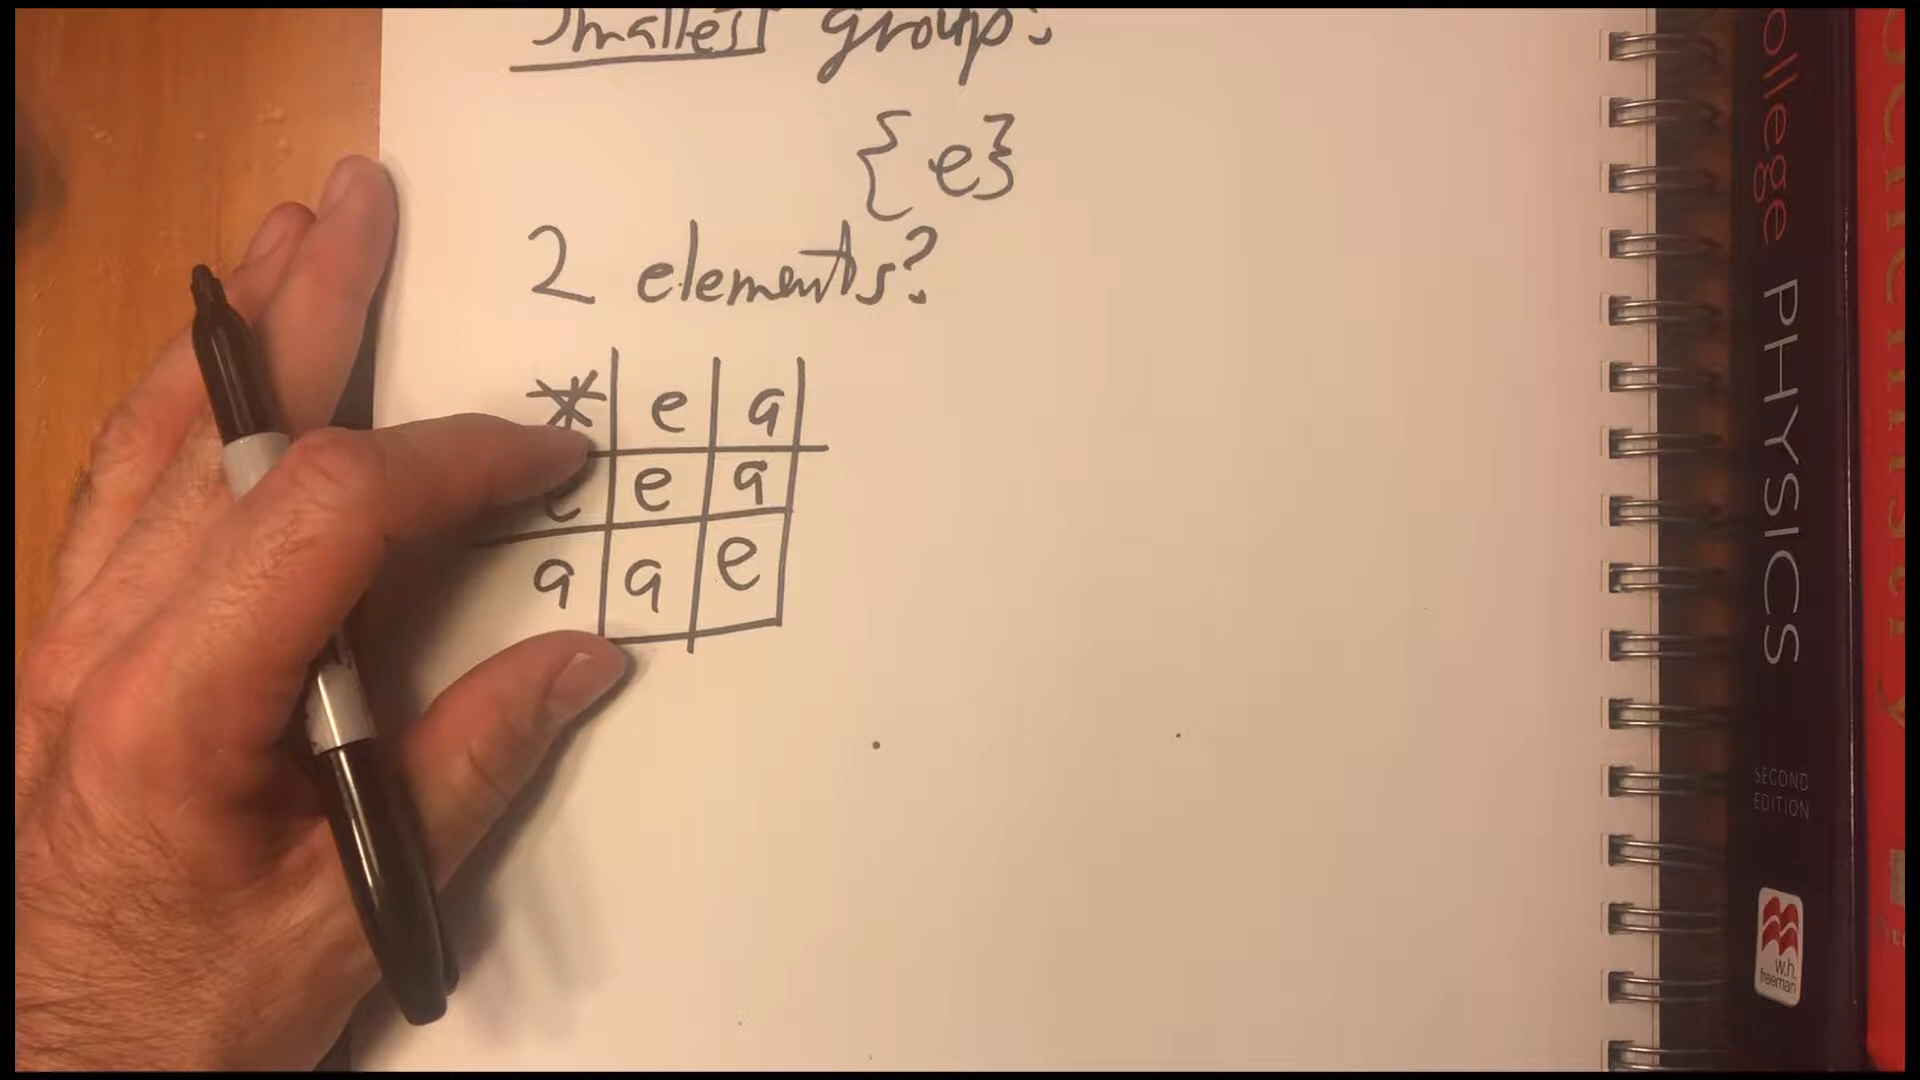 Smallest group:
{e}
2 elements?
* e a
e e a
a a e
ollege PHYSICS
SECOND EDITION
w.h. freeman